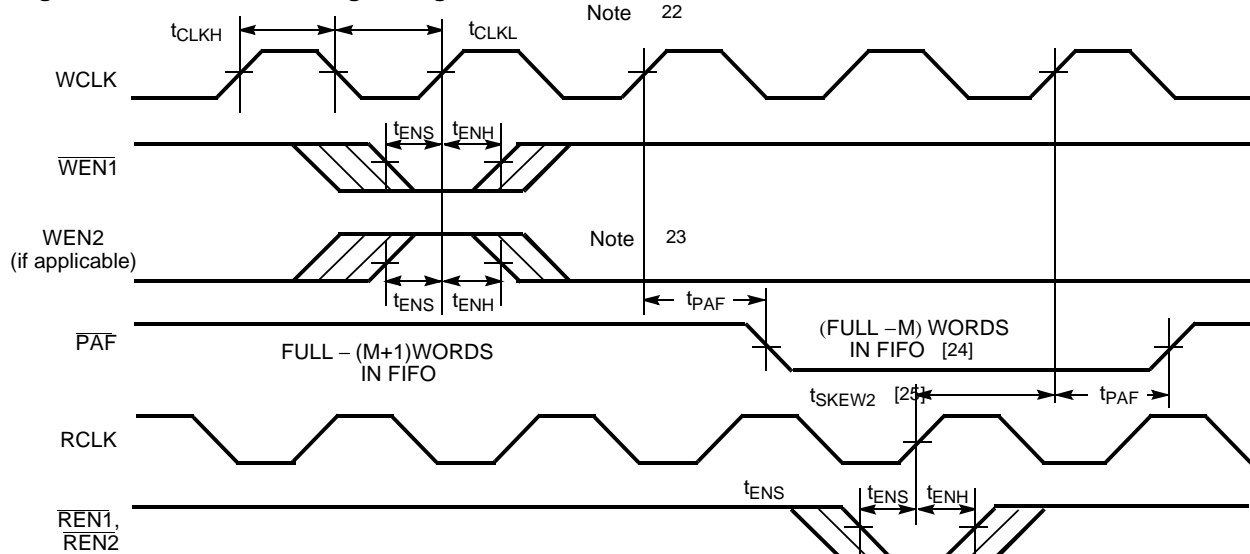 Note 22
tCLKH
tCLKL
WCLK
tENS
tENH
WEN1
WEN2
(if applicable)
Note 23
tENS
tENH
tPAF
PAF
FULL – (M+1)WORDS
IN FIFO
(FULL –M) WORDS
IN FIFO [24]
tSKEW2 [25]
tPAF
RCLK
tENS
tENS
tENH
REN1,
REN2